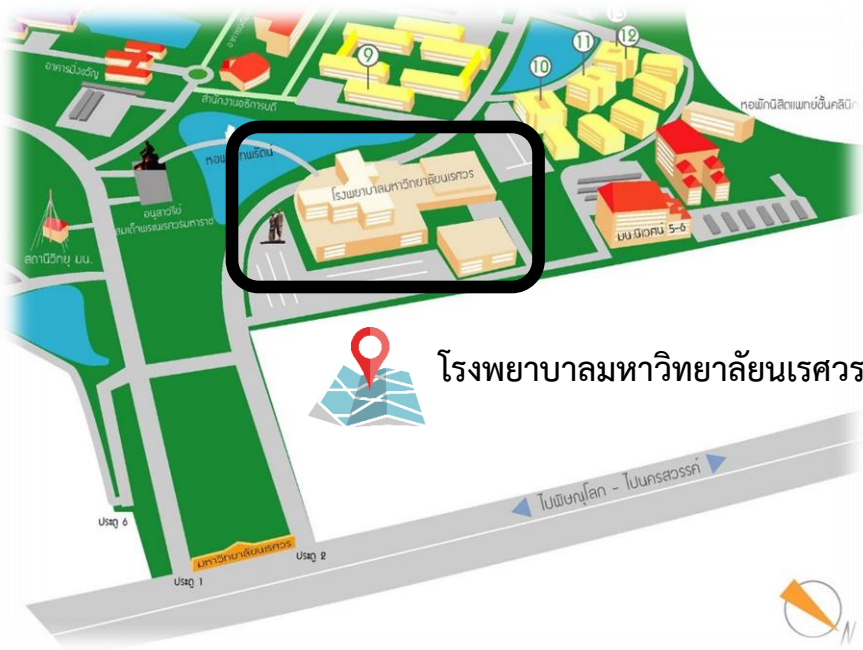 13
12
11
9
10
อาคารมิ่งขวัญ
สำนักงานอธิการบดี
หอพักนิสิตแพทย์ชั้นคลินิก
โรงพยาบาลมหาวิทยาลัยนเรศวร
อนุสาวรีย์
สมเด็จพระนเรศวรมหาราช
สถานีวิทยุ มน.
มน.นิเวศน์ 5-6
โรงพยาบาลมหาวิทยาลัยนเรศวร
ไปพิษณุโลก - ไปนครสวรรค์
ประตู 6
มหาวิทยาลัยนเรศวร
ประตู 2
ประตู 1
N